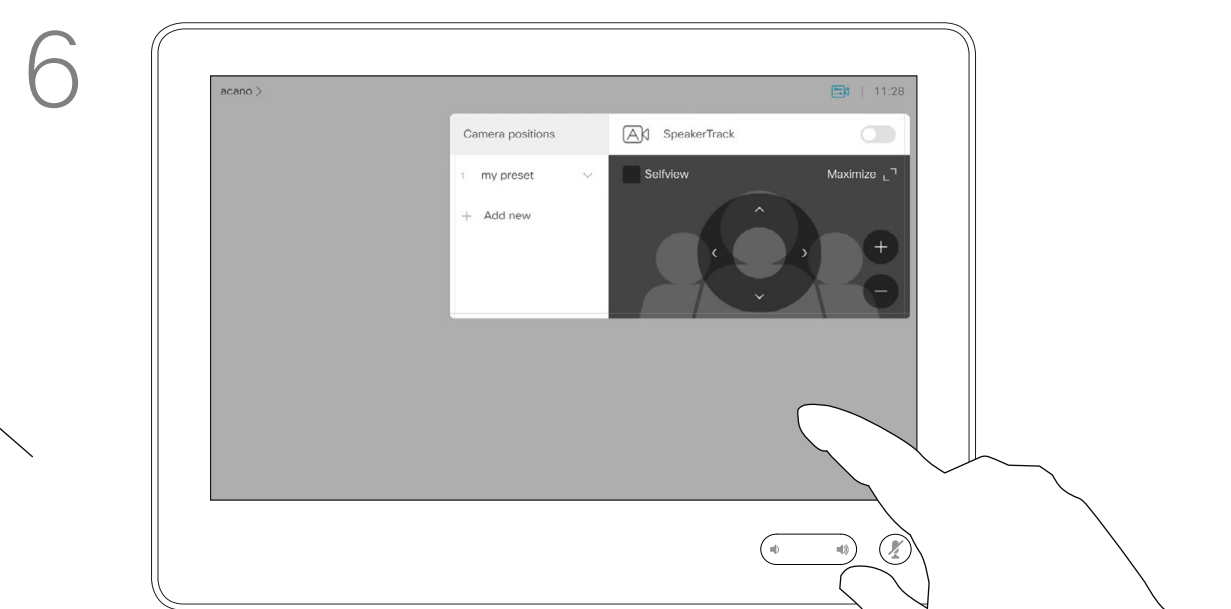 6
acano >
11:28
Camera positions
SpeakerTrack
1 my preset
Selfview
Maximize
+ Add new